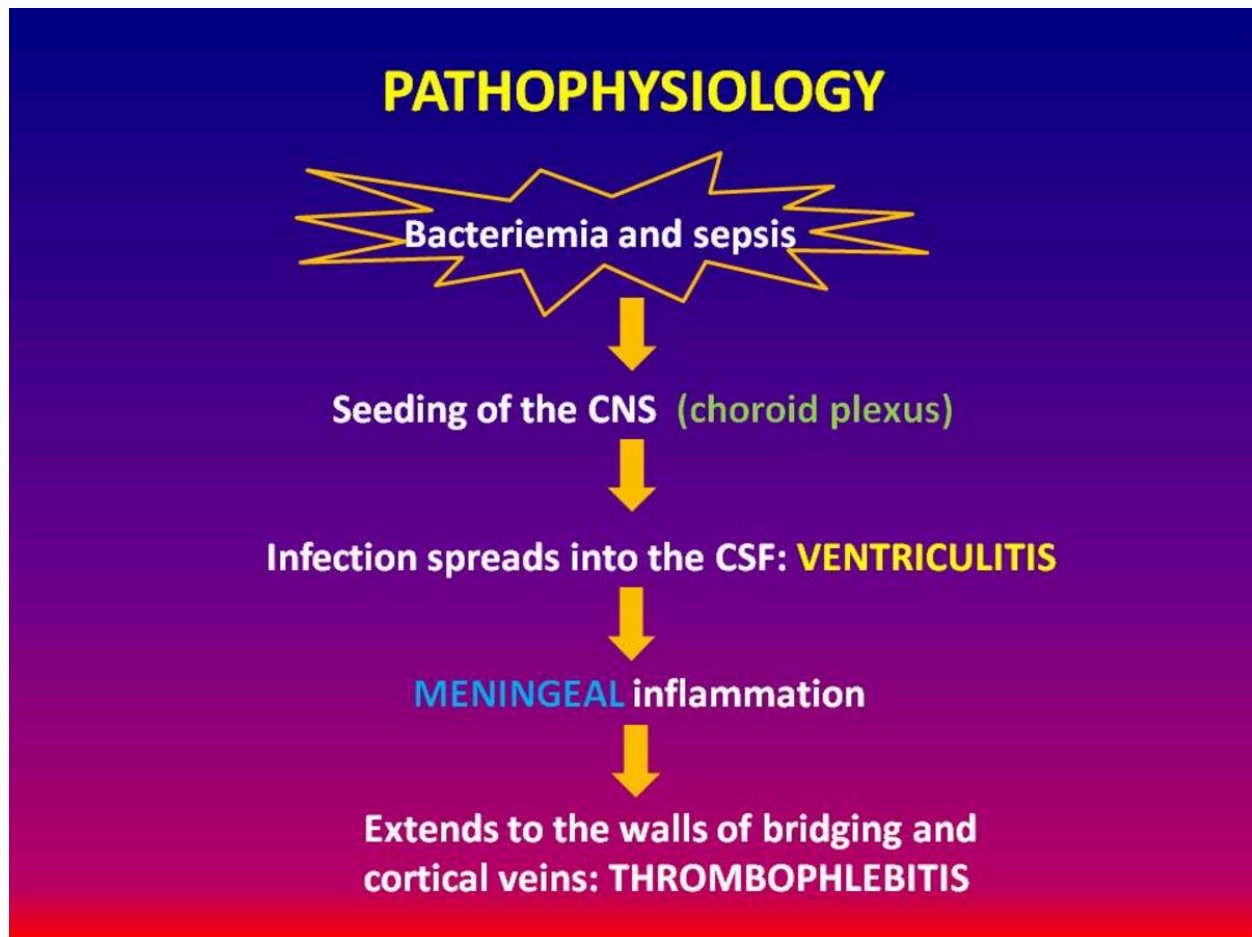 PATHOPHYSIOLOGY
Bacteriemia and sepsis
Seeding of the CNS (choroid plexus)
Infection spreads into the CSF: VENTRICULITIS
MENINGEAL inflammation
Extends to the walls of bridging and
cortical veins: THROMBOPHLEBITIS